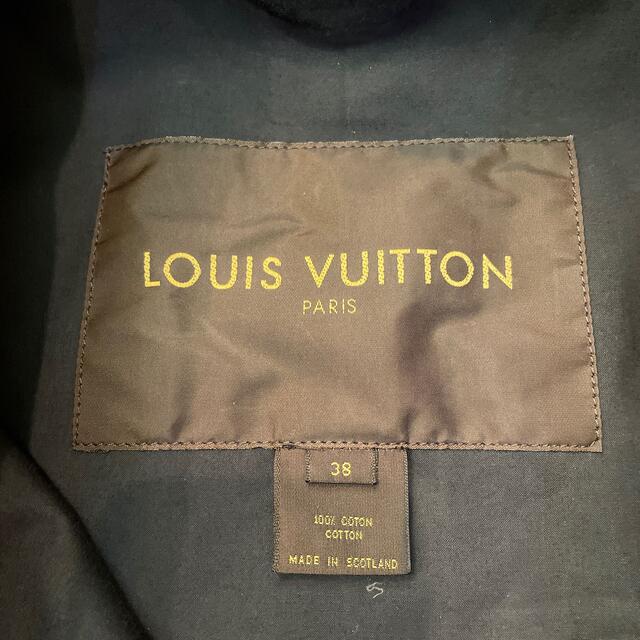 LOUIS VUITTON
PARIS
38
100% COTON
COTTON
MADE IN SCOTLAND